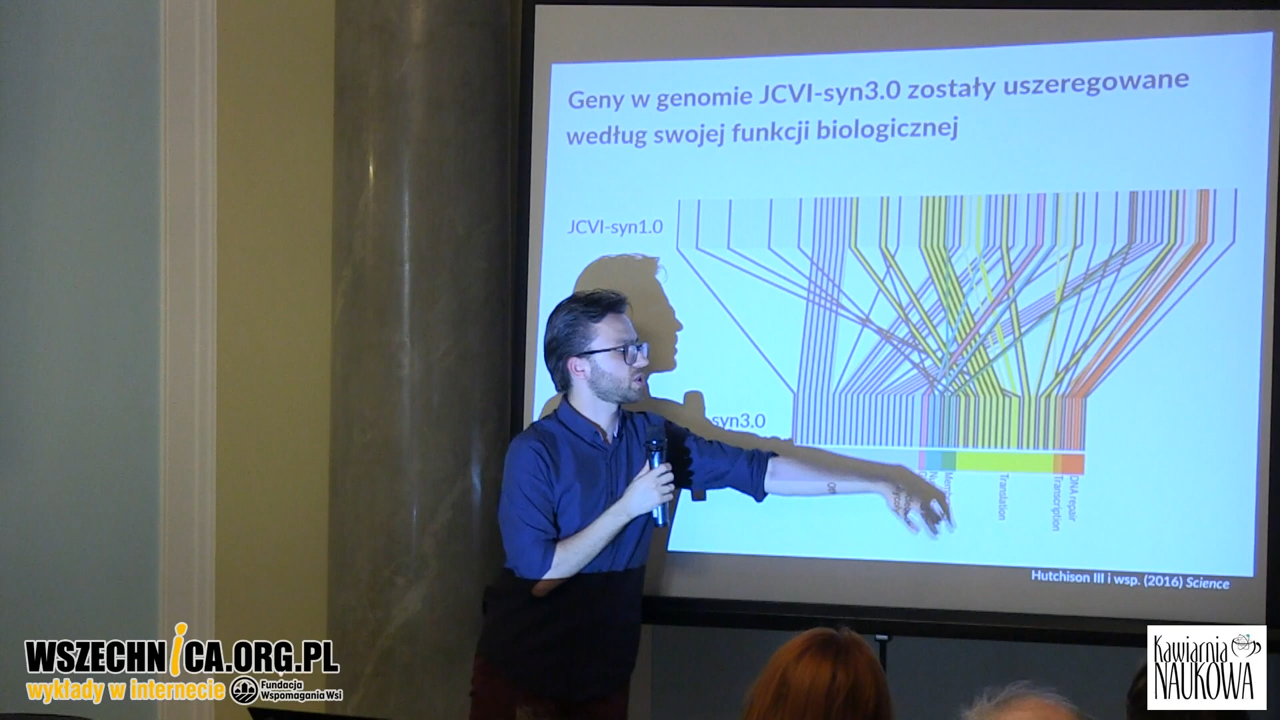 Geny w genomie JCVI-syn3.0 zostały uszeregowane
według swojej funkcji biologicznej
JCVI-syn1.0
syn3.0
Translation
Transcription
DNA repair
Hutchison III i wsp. (2016) Science
WSZECHNiCA.ORG.PL
wykłady w internecie
Fundacja
Wspomagania Wsi
Kawiarnia
NAUKOWA